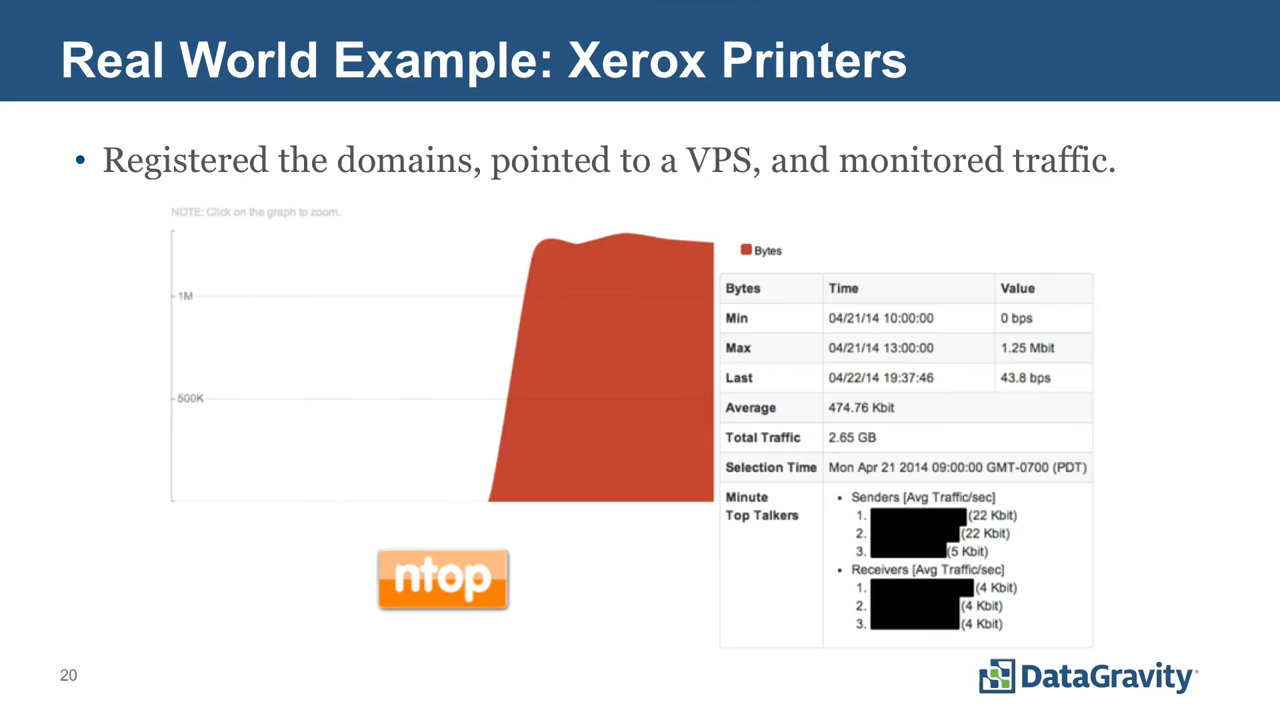 Real World Example: Xerox Printers
• Registered the domains, pointed to a VPS, and monitored traffic.
NOTE: Click on the graph to zoom.
1M
500K
Bytes
Bytes Time Value
Min 04/21/14 10:00:00 0 bps
Max 04/21/14 13:00:00 1.25 Mbit
Last 04/22/14 19:37:46 43.8 bps
Average 474.76 Kbit
Total Traffic 2.65 GB
Selection Time Mon Apr 21 2014 09:00:00 GMT-0700 (PDT)
Minute
Top Talkers
• Senders [Avg Traffic/sec]
1. (22 Kbit)
2. (22 Kbit)
3. (5 Kbit)
• Receivers [Avg Traffic/sec]
1. (4 Kbit)
2. (4 Kbit)
3. (4 Kbit)
ntop
20
DataGravity